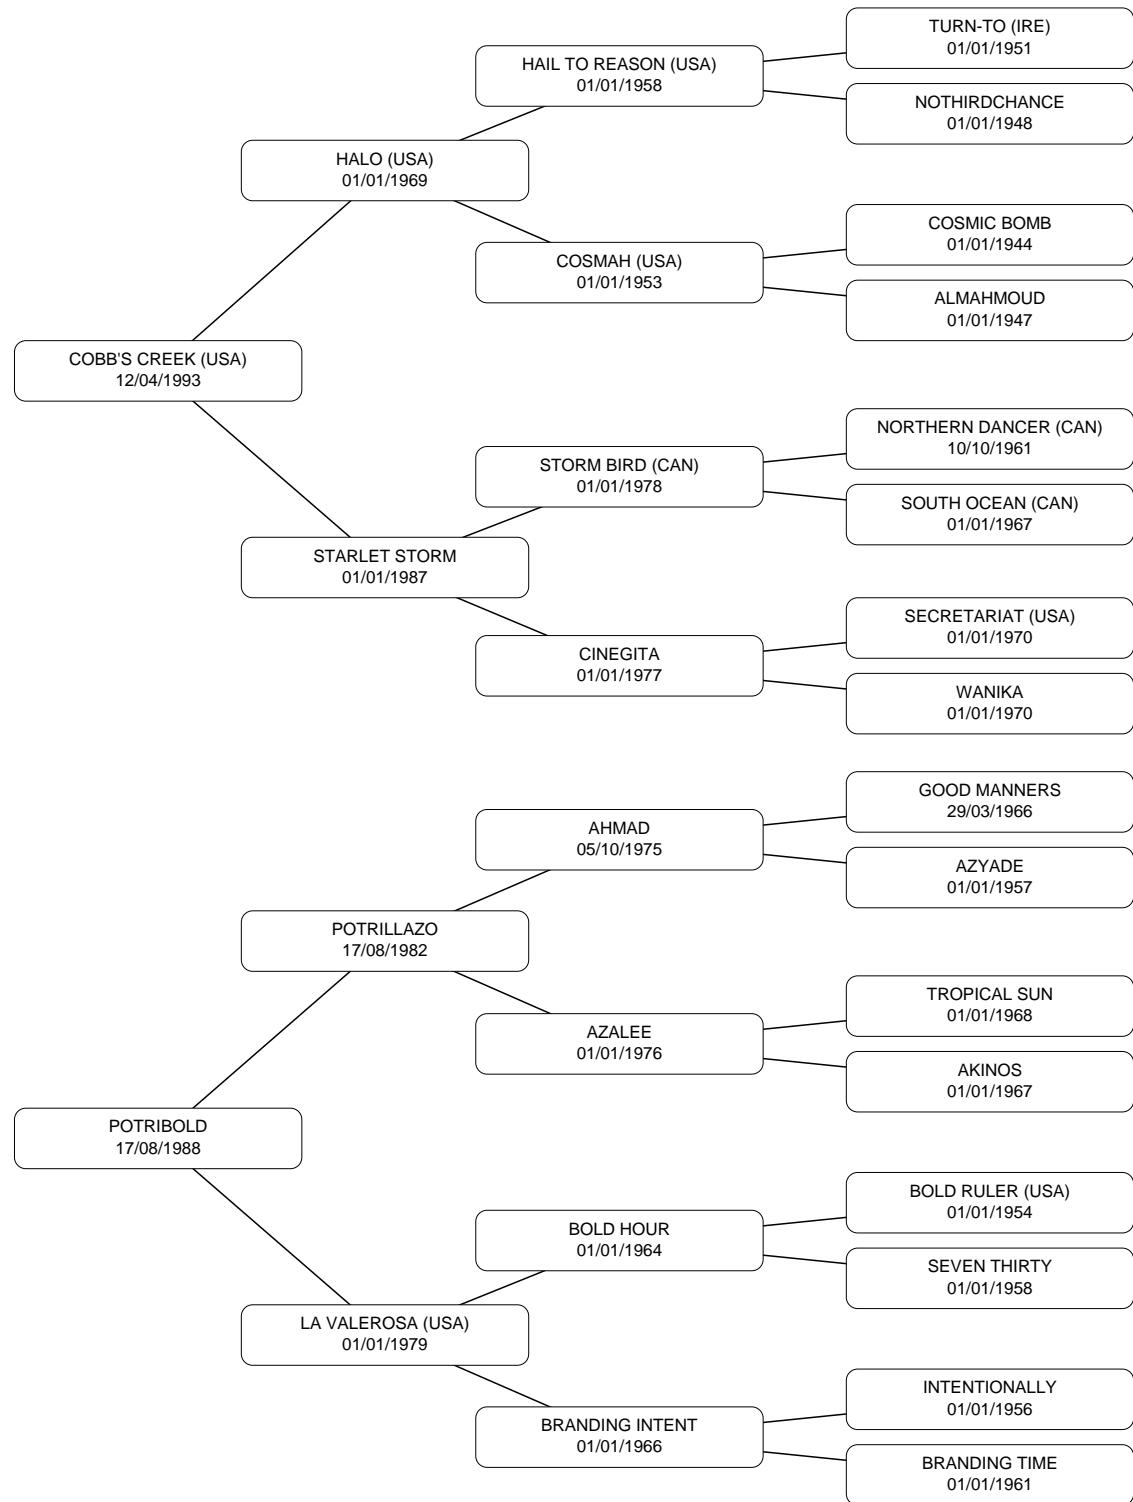 TURN-TO (IRE)
01/01/1951
HAIL TO REASON (USA)
01/01/1958
NOTHIRDCHANCE
01/01/1948
HALO (USA)
01/01/1969
COSMIC BOMB
01/01/1944
COSMAH (USA)
01/01/1953
ALMAHMOUD
01/01/1947
COBB'S CREEK (USA)
12/04/1993
NORTHERN DANCER (CAN)
10/10/1961
STORM BIRD (CAN)
01/01/1978
SOUTH OCEAN (CAN)
01/01/1967
STARLET STORM
01/01/1987
SECRETARIAT (USA)
01/01/1970
CINEGITA
01/01/1977
WANIKA
01/01/1970
GOOD MANNERS
29/03/1966
AHMAD
05/10/1975
AZYADE
01/01/1957
POTRILLAZO
17/08/1982
TROPICAL SUN
01/01/1968
AZALEE
01/01/1976
AKINOS
01/01/1967
POTRIBOLD
17/08/1988
BOLD RULER (USA)
01/01/1954
BOLD HOUR
01/01/1964
SEVEN THIRTY
01/01/1958
LA VALEROSA (USA)
01/01/1979
INTENTIONALLY
01/01/1956
BRANDING INTENT
01/01/1966
BRANDING TIME
01/01/1961